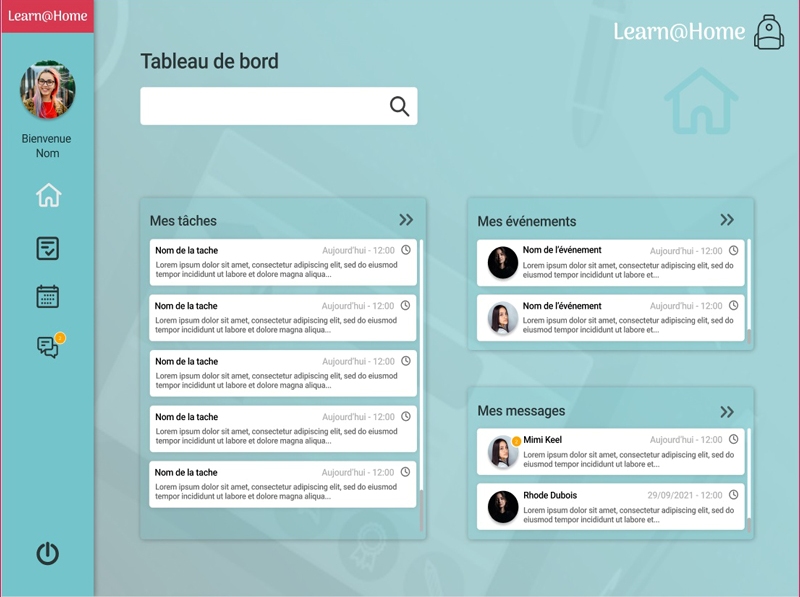 Learn@Home
Learn@Home
Bienvenue
Nom
Tableau de bord
Mes tâches
Nom de la tache Aujourd'hui - 12:00
Lorem ipsum dolor sit amet, consectetur adipiscing elit, sed do eiusmod
tempor incididunt ut labore et dolore magna aliqua...
Nom de la tache Aujourd'hui - 12:00
Lorem ipsum dolor sit amet, consectetur adipiscing elit, sed do eiusmod
tempor incididunt ut labore et dolore magna aliqua...
Nom de la tache Aujourd'hui - 12:00
Lorem ipsum dolor sit amet, consectetur adipiscing elit, sed do eiusmod
tempor incididunt ut labore et dolore magna aliqua...
Nom de la tache Aujourd'hui - 12:00
Lorem ipsum dolor sit amet, consectetur adipiscing elit, sed do eiusmod
tempor incididunt ut labore et dolore magna aliqua...
Nom de la tache Aujourd'hui - 12:00
Lorem ipsum dolor sit amet, consectetur adipiscing elit, sed do eiusmod
tempor incididunt ut labore et dolore magna aliqua...
Mes événements
Nom de l'événement Aujourd'hui - 12:00
Lorem ipsum dolor sit amet, consectetur adipiscing elit, sed do
eiusmod tempor incididunt ut labore et...
Nom de l'événement Aujourd'hui - 12:00
Lorem ipsum dolor sit amet, consectetur adipiscing elit, sed do
eiusmod tempor incididunt ut labore et...
Mes messages
Mimi Keel Aujourd'hui - 12:00
Lorem ipsum dolor sit amet, consectetur adipiscing elit, sed do
eiusmod tempor incididunt ut labore et...
Rhode Dubois 29/09/2021 - 12:00
Lorem ipsum dolor sit amet, consectetur adipiscing elit, sed do
eiusmod tempor incididunt ut labore et...